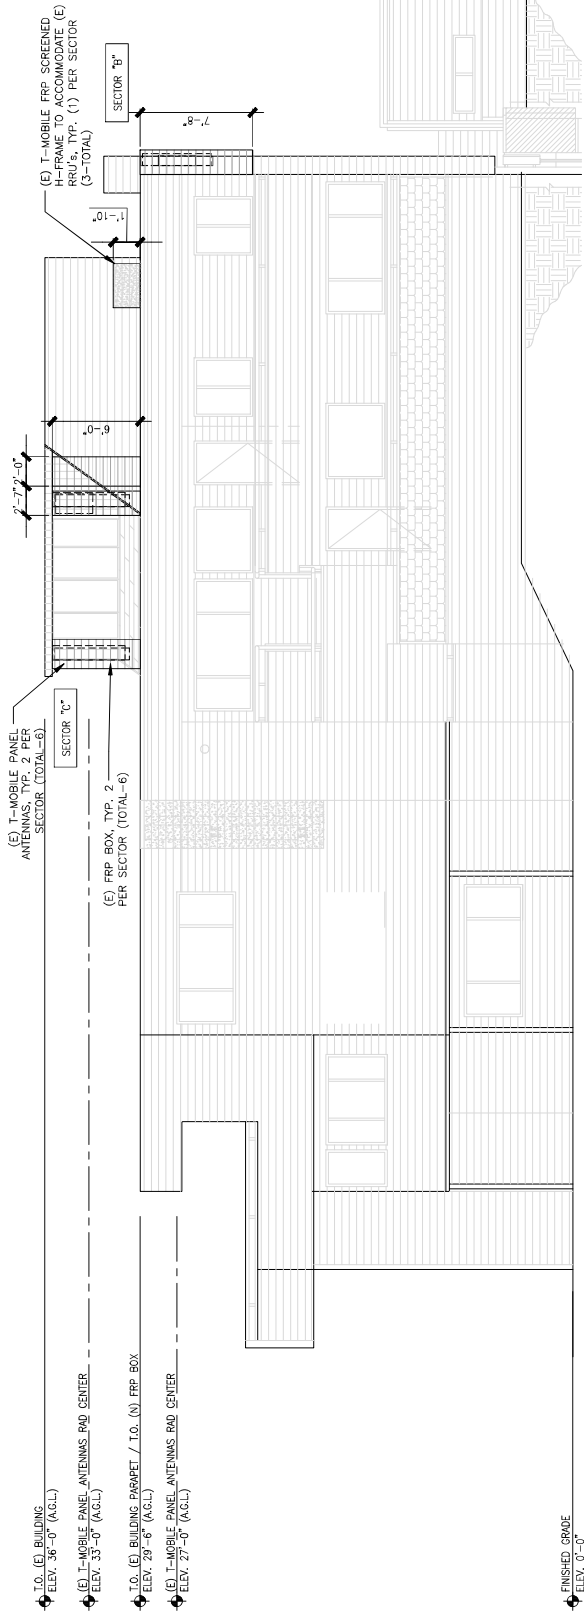 (E) T-MOBILE FRP SCREENED
H-FRAME TO ACCOMMODATE (E)
RRU's, TYP. (1) PER SECTOR
(3-TOTAL)
SECTOR "B"
7'-8"
1'-10"
6'-0"
2'-7"
2'-0"
(E) T-MOBILE PANEL
ANTENNAS, TYP. 2 PER
SECTOR (TOTAL-6)
SECTOR "C"
(E) FRP BOX, TYP. 2
PER SECTOR (TOTAL-6)
T.O. (E) BUILDING
ELEV. 36'-0" (A.G.L.)
(E) T-MOBILE PANEL ANTENNAS RAD CENTER
ELEV. 33'-0" (A.G.L.)
T.O. (E) BUILDING PARAPET / T.O. (N) FRP BOX
ELEV. 29'-6" (A.G.L.)
(E) T-MOBILE PANEL ANTENNAS RAD CENTER
ELEV. 27'-0" (A.G.L.)
FINISHED GRADE
ELEV. 0'-0"